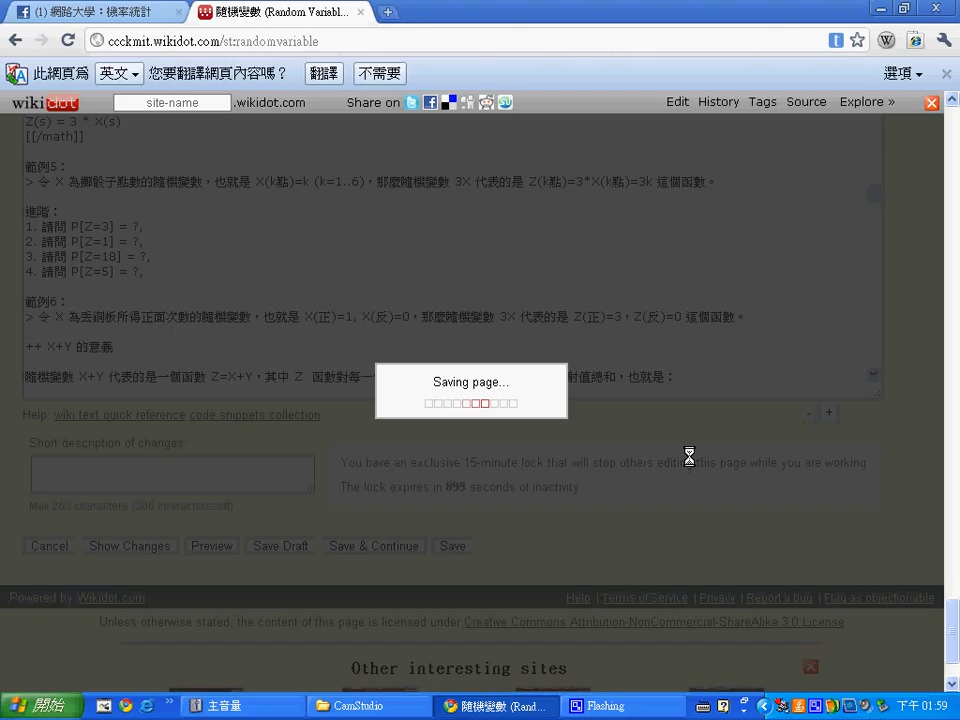 (1) 網路大學：機率統計
隨機變數 (Random Variabl...
ccckmit.wikidot.com/st:randomvariable
此網頁為 英文 您要翻譯網頁內容嗎？ 翻譯 不需要 選項
wikidot site-name .wikidot.com Share on Edit History Tags Source Explore »
Z(s) = 3 * X(s)
[[/math]]
範例5：
> 令 X 為擲骰子點數的隨機變數，也就是 X(k點)=k (k=1..6)，那麼隨機變數 3X 代表的是 Z(k點)=3*X(k點)=3k 這個函數。
進階：
1. 請問 P[Z=3] = ?,
2. 請問 P[Z=1] = ?,
3. 請問 P[Z=18] = ?,
4. 請問 P[Z=5] = ?,
範例6：
> 令 X 為丟銅板所得正面次數的隨機變數，也就是 X(正)=1, X(反)=0，那麼隨機變數 3X 代表的是 Z(正)=3，Z(反)=0 這個函數。
++ X+Y 的意義
隨機變數 X+Y 代表的是一個函數 Z=X+Y，其中 Z 函數對每一 射值總和，也就是：
Saving page...
Help: wiki text quick reference code snippets collection
- +
Short description of changes:
You have an exclusive 15-minute lock that will stop others editing this page while you are working
The lock expires in 895 seconds of inactivity
Max 250 characters (206 characters left)
Cancel Show Changes Preview Save Draft Save & Continue Save
Powered by Wikidot.com Help | Terms of Service | Privacy | Report a bug | Flag as objectionable
Unless otherwise stated, the content of this page is licensed under Creative Commons Attribution-NonCommercial-ShareAlike 3.0 License
Other interesting sites
開始 主音量 CamStudio 隨機變數 (Rand... Flashing 下午 01:59